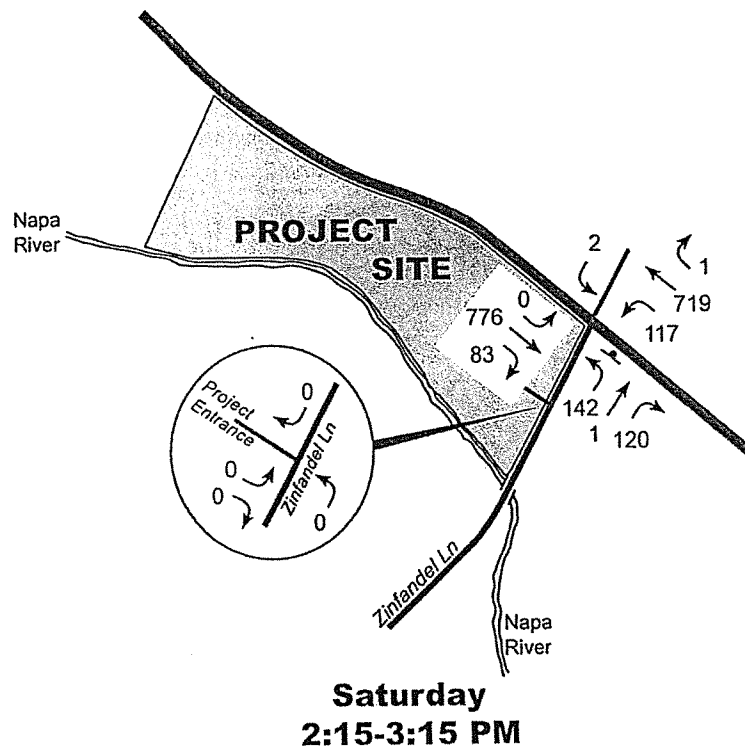 Napa
River
PROJECT
SITE
2
1
719
117
0
776
83
142
1
120
Project
Entrance
0
Zinfandel Ln
0
0
0
Zinfandel Ln
Napa
River
Saturday
2:15-3:15 PM